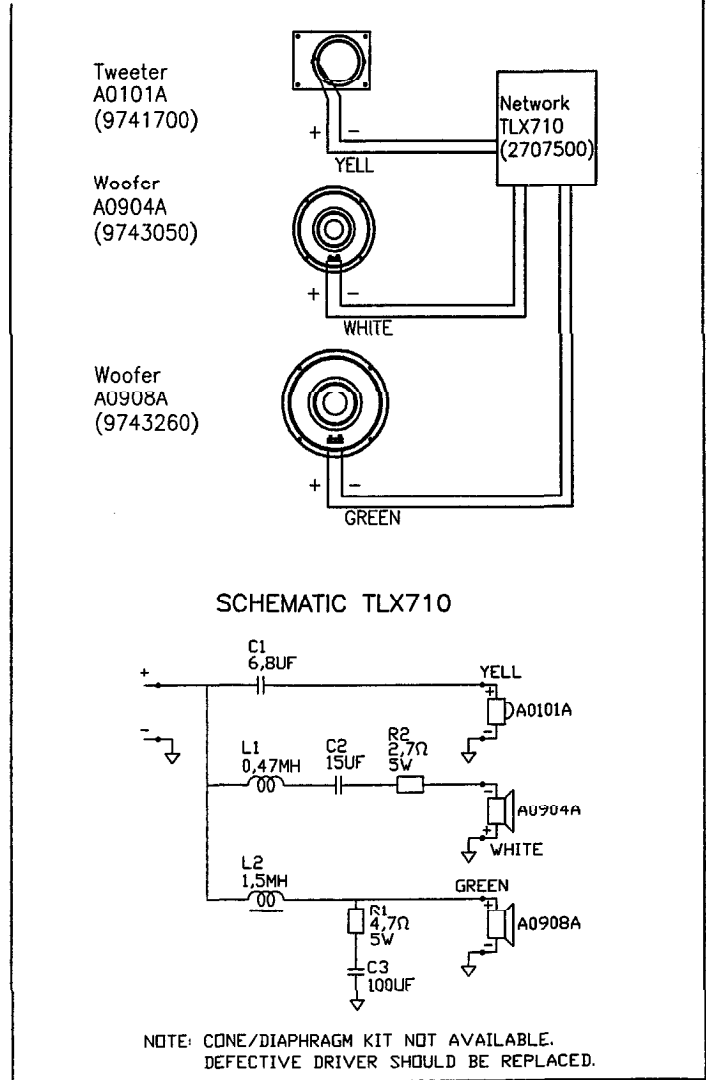 Tweeter
A0101A
(9741700)
+ −
YELL
Network
TLX710
(2707500)
Woofer
A0904A
(9743050)
+ −
WHITE
Woofer
A0908A
(9743260)
+ −
GREEN
SCHEMATIC TLX710
C1
6,8UF
+
YELL
+
A0101A
−
−
L1
0,47MH
C2
15UF
R2
2,7Ω
5W
−
A0904A
+
WHITE
L2
1,5MH
GREEN
+
R1
4,7Ω
5W
A0908A
−
C3
100UF
NOTE: CONE/DIAPHRAGM KIT NOT AVAILABLE.
DEFECTIVE DRIVER SHOULD BE REPLACED.